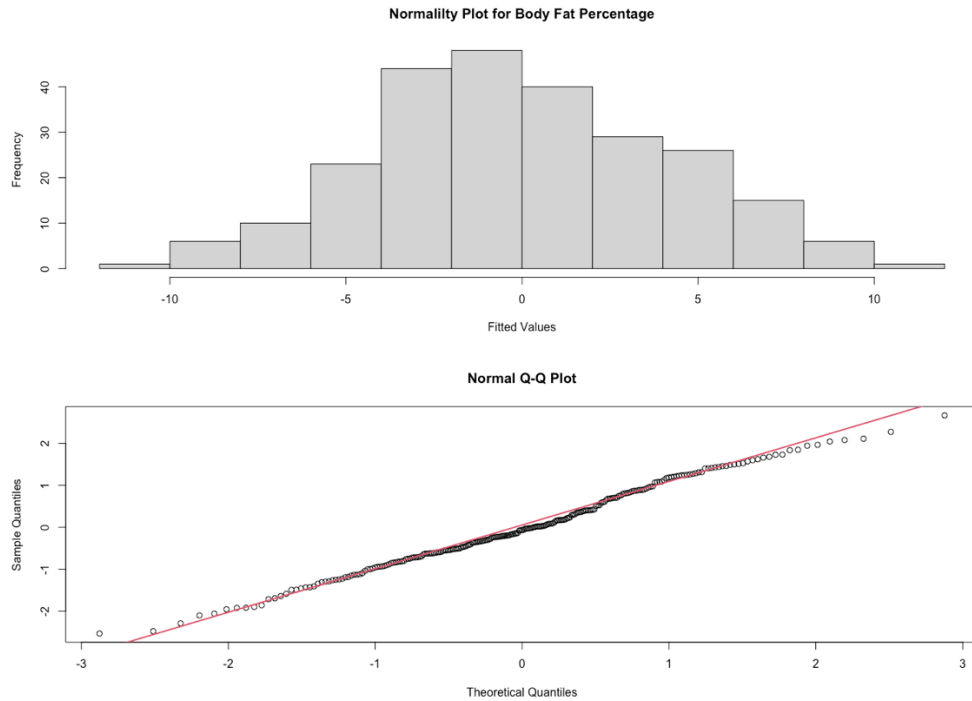 Normalilty Plot for Body Fat Percentage
Frequency
40
30
20
10
0
-10 -5 0 5 10
Fitted Values
Normal Q-Q Plot
Sample Quantiles
2
1
0
-1
-2
-3 -2 -1 0 1 2 3
Theoretical Quantiles